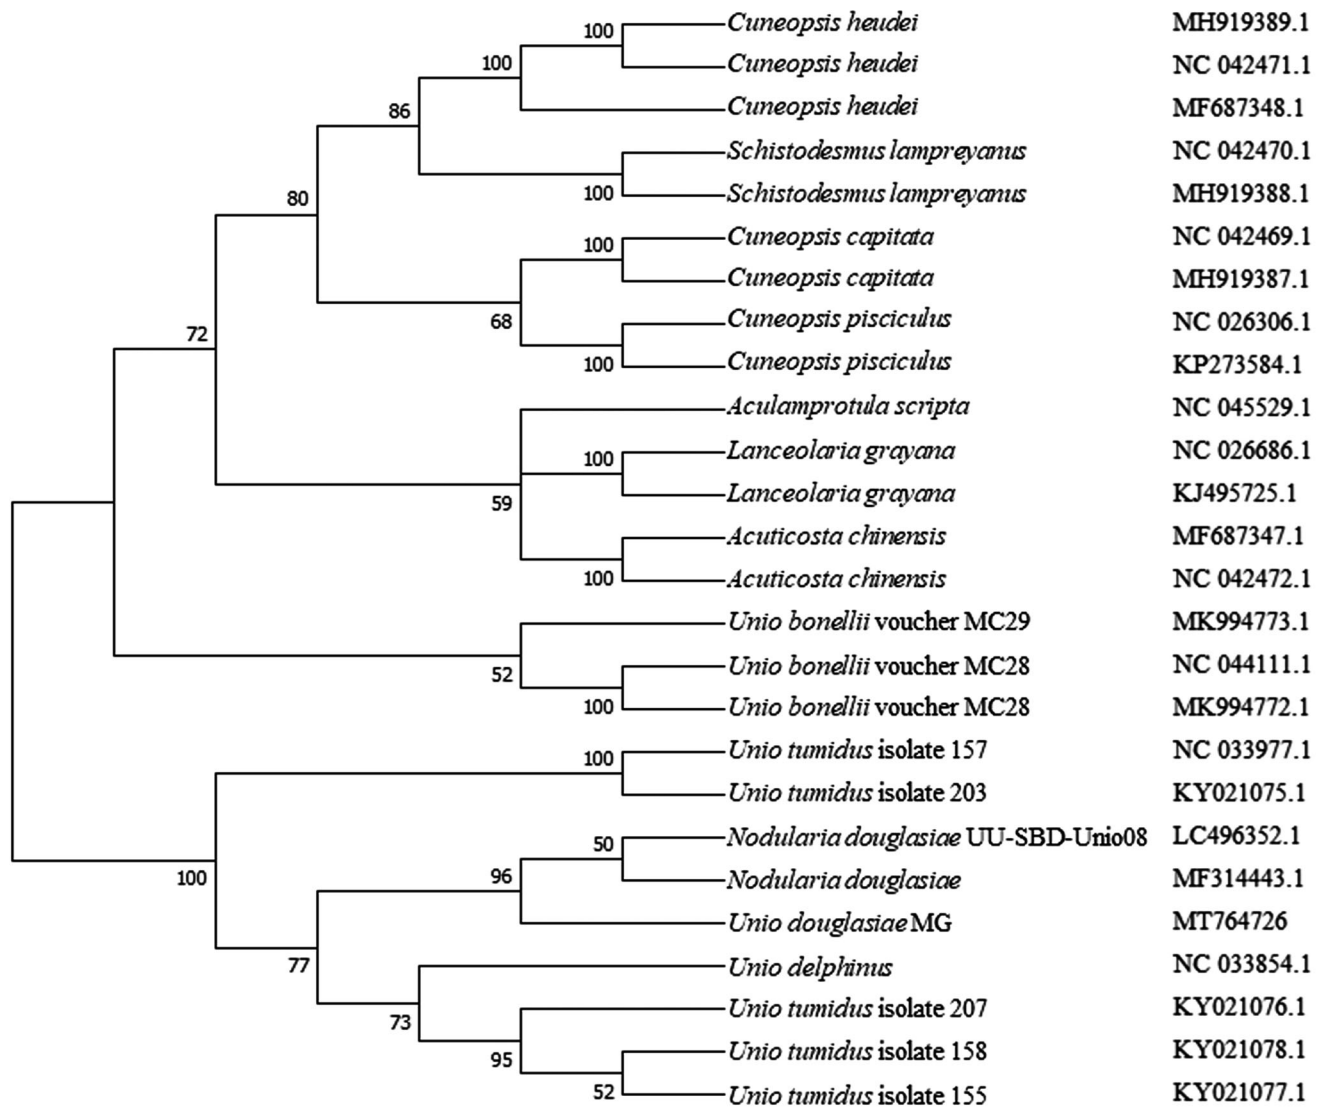 Cuneopsis heudei MH919389.1
100
Cuneopsis heudei NC 042471.1
100
Cuneopsis heudei MF687348.1
86
Schistodesmus lampreyanus NC 042470.1
100
Schistodesmus lampreyanus MH919388.1
80
Cuneopsis capitata NC 042469.1
100
Cuneopsis capitata MH919387.1
68
Cuneopsis pisciculus NC 026306.1
72
100
Cuneopsis pisciculus KP273584.1
Aculamprotula scripta NC 045529.1
100
Lanceolaria grayana NC 026686.1
Lanceolaria grayana KJ495725.1
59
Acuticosta chinensis MF687347.1
100
Acuticosta chinensis NC 042472.1
Unio bonellii voucher MC29 MK994773.1
52
Unio bonellii voucher MC28 NC 044111.1
100
Unio bonellii voucher MC28 MK994772.1
100
Unio tumidus isolate 157 NC 033977.1
Unio tumidus isolate 203 KY021075.1
50
Nodularia douglasiae UU-SBD-Unio08 LC496352.1
100
96
Nodularia douglasiae MF314443.1
Unio douglasiae MG MT764726
77
Unio delphinus NC 033854.1
73
Unio tumidus isolate 207 KY021076.1
95
Unio tumidus isolate 158 KY021078.1
52
Unio tumidus isolate 155 KY021077.1